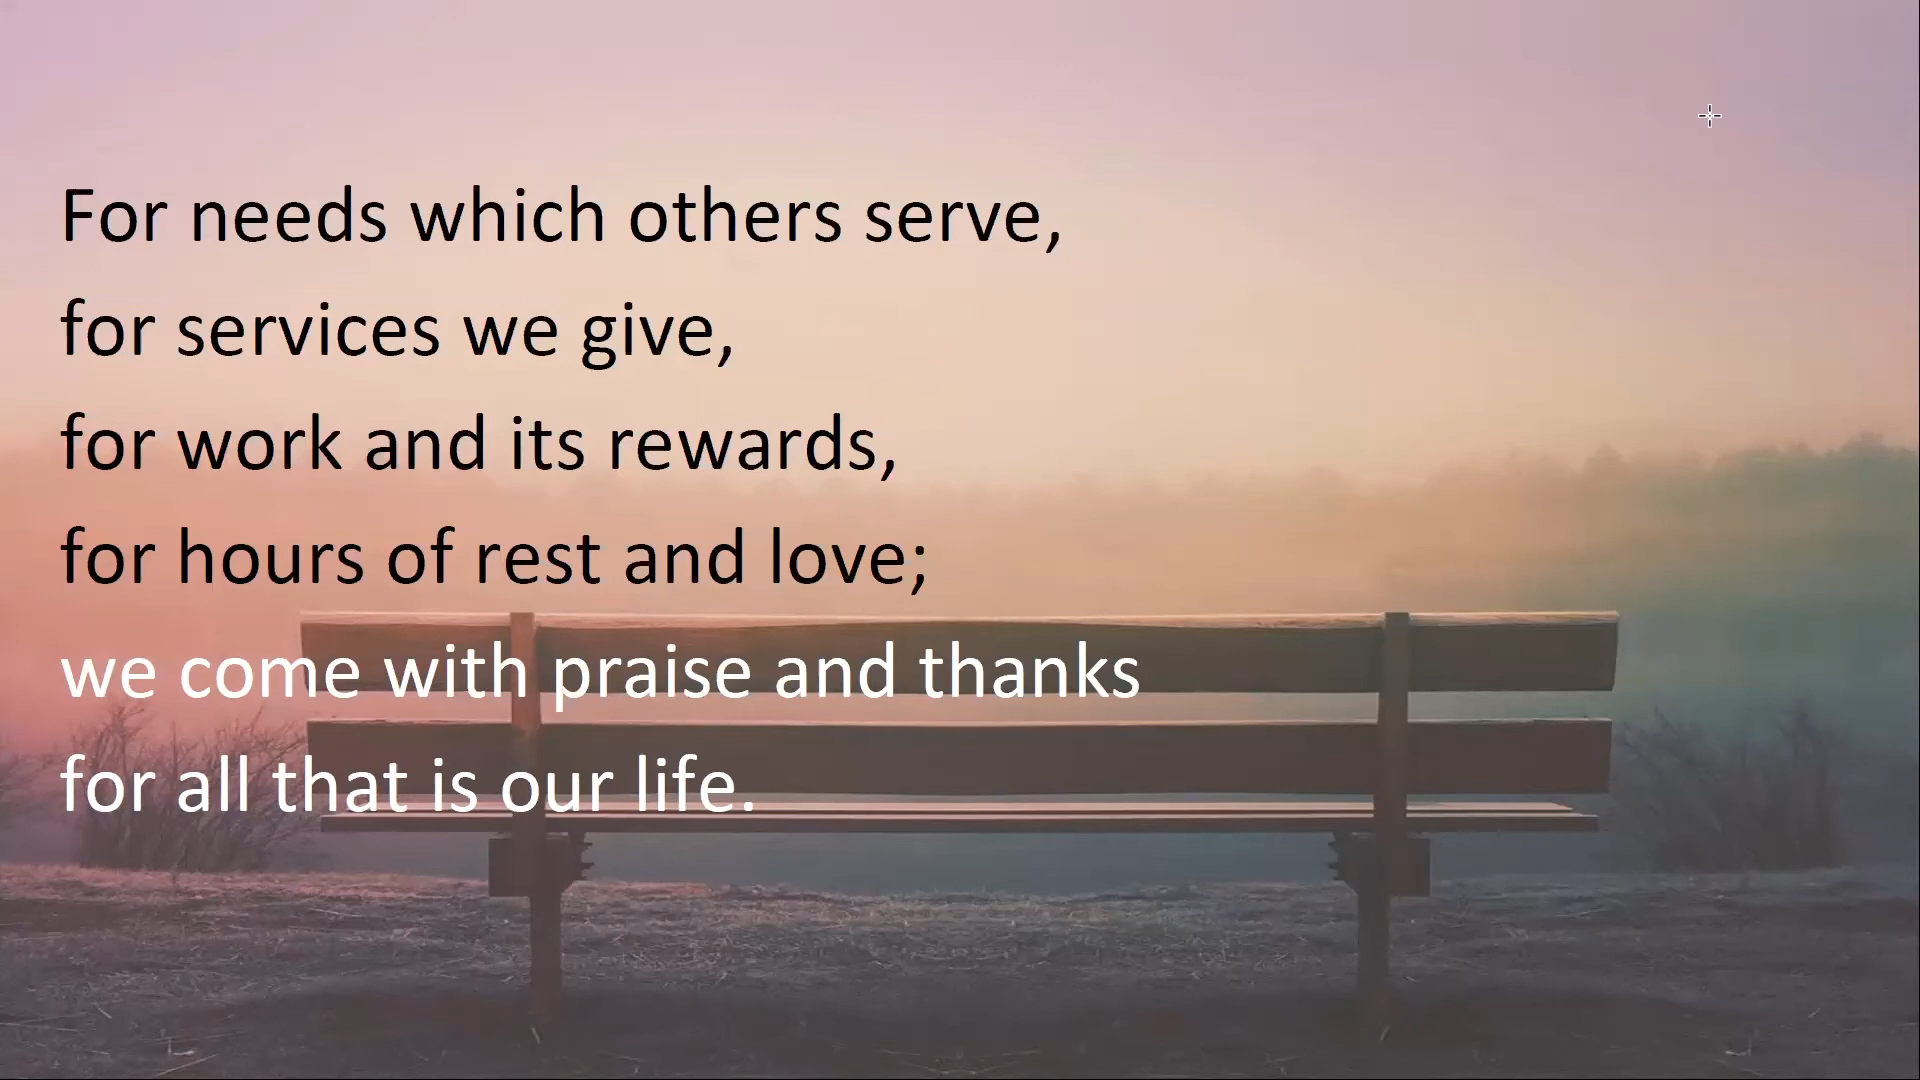 For needs which others serve,
for services we give,
for work and its rewards,
for hours of rest and love;
we come with praise and thanks
for all that is our life.